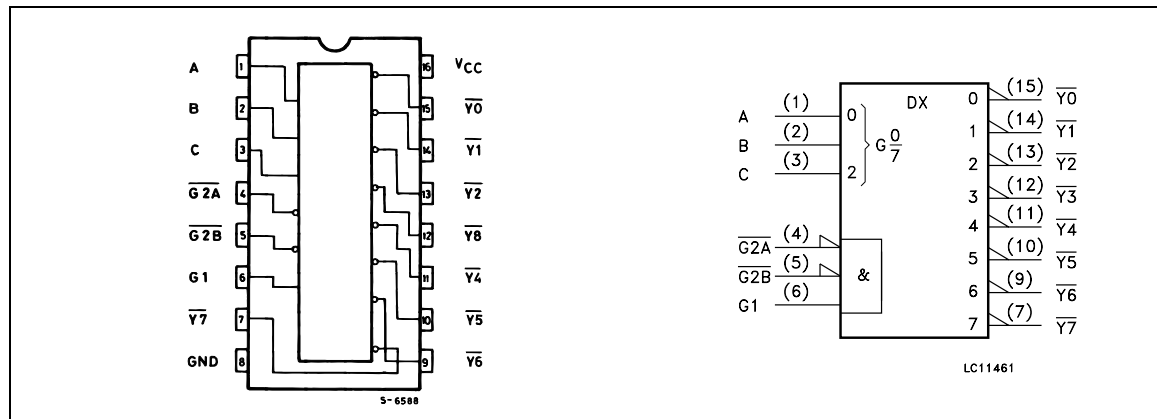 A 1 16 VCC
B 2 15 Y0
C 3 14 Y1
G2A 4 13 Y2
G2B 5 12 Y8
G1 6 11 Y4
Y7 7 10 Y5
GND 8 9 Y6
S-6588
DX
A (1) 0 0 (15) Y0
B (2) G 0/7 1 (14) Y1
C (3) 2 2 (13) Y2
3 (12) Y3
4 (11) Y4
G2A (4) 5 (10) Y5
G2B (5) & 6 (9) Y6
G1 (6) 7 (7) Y7
LC11461